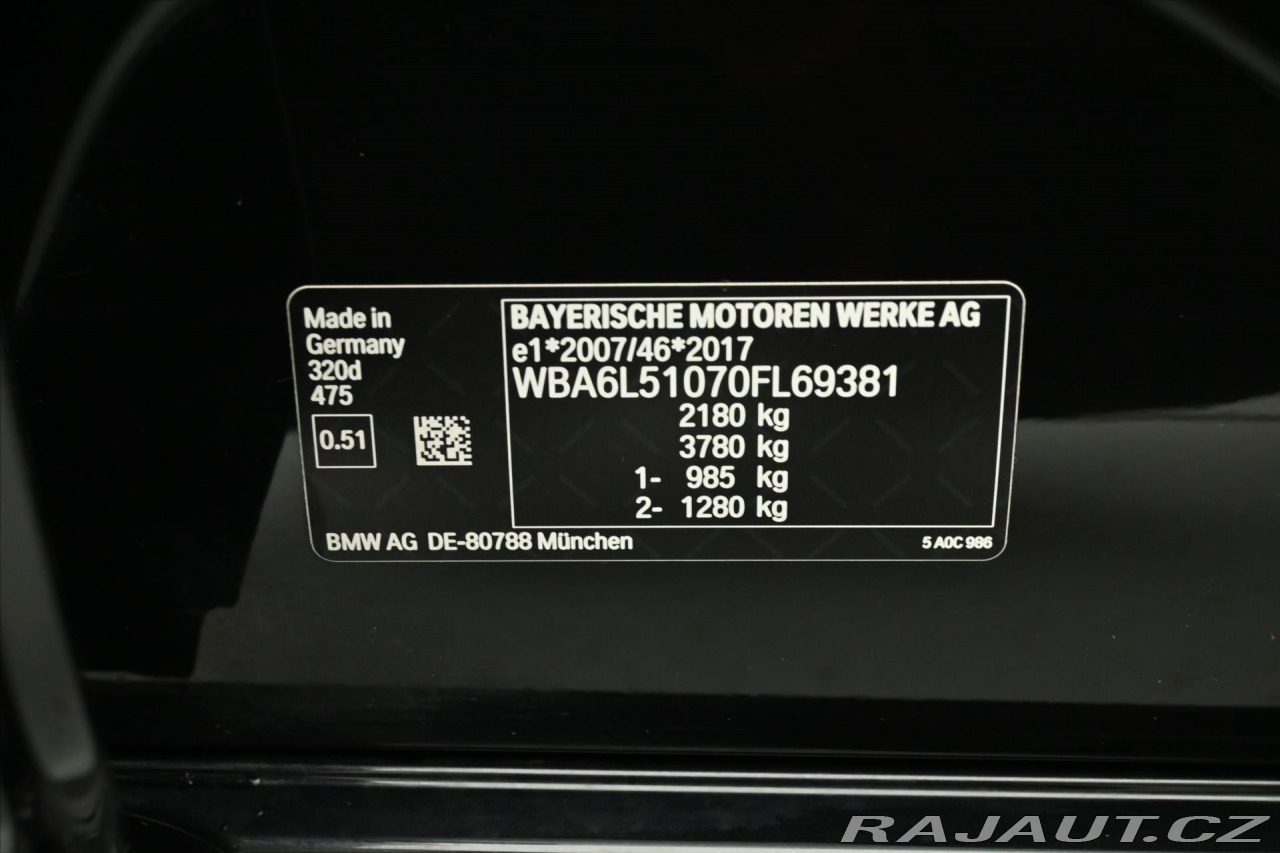 Made in
Germany
320d
475
0.51
BAYERISCHE MOTOREN WERKE AG
e1*2007/46*2017
WBA6L51070FL69381
2180 kg
3780 kg
1- 985 kg
2- 1280 kg
BMW AG DE-80788 München
5 A0C 986
RAJAUT.CZ